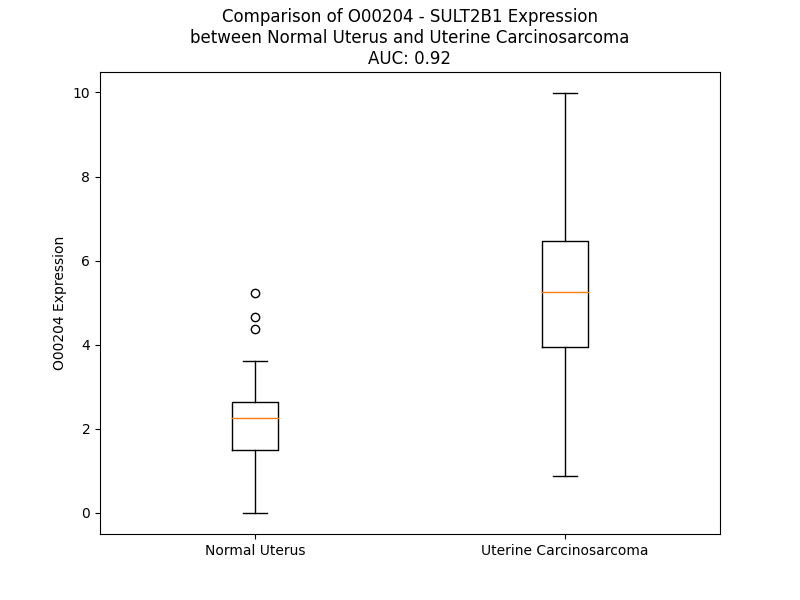 Comparison of O00204 - SULT2B1 Expression
between Normal Uterus and Uterine Carcinosarcoma
AUC: 0.92
10
8
6
4
2
0
O00204 Expression
Normal Uterus
Uterine Carcinosarcoma